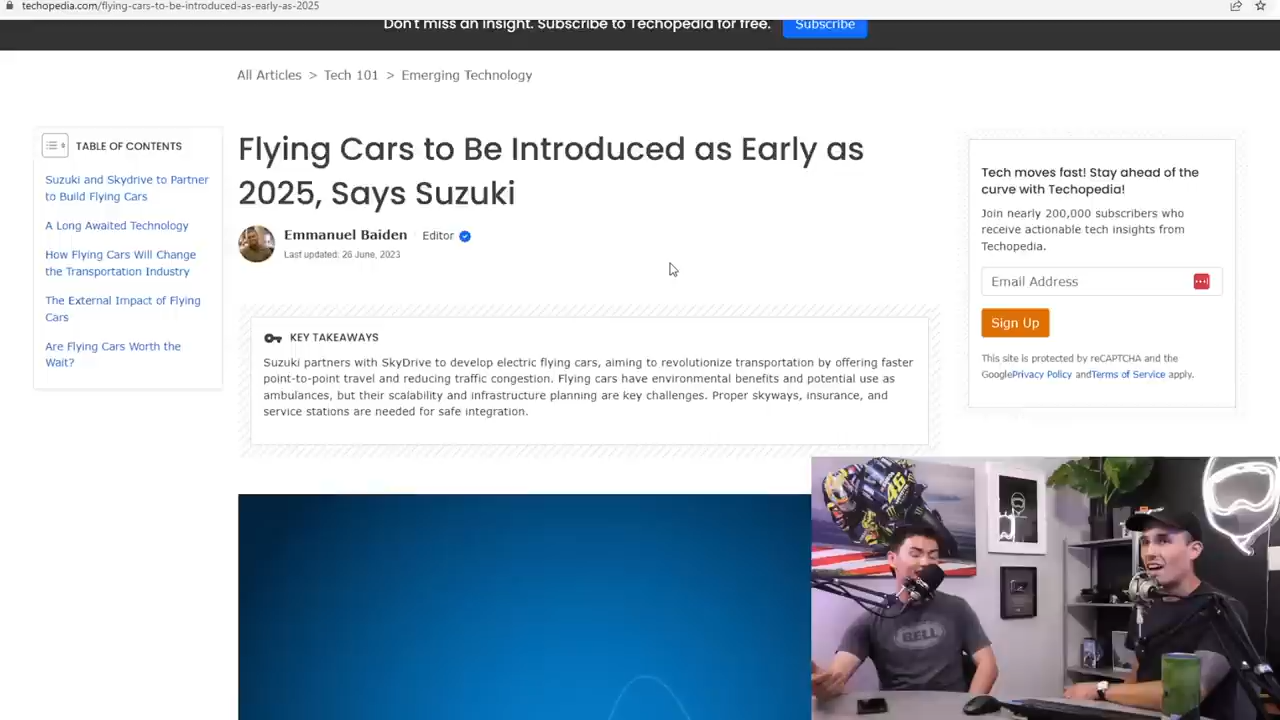 techopedia.com/flying-cars-to-be-introduced-as-early-as-2025
Don't miss an insight. Subscribe to Techopedia for free.
Subscribe
All Articles > Tech 101 > Emerging Technology
TABLE OF CONTENTS
Suzuki and Skydrive to Partner
to Build Flying Cars
A Long Awaited Technology
How Flying Cars Will Change
the Transportation Industry
The External Impact of Flying
Cars
Are Flying Cars Worth the
Wait?
Flying Cars to Be Introduced as Early as
2025, Says Suzuki
Emmanuel Baiden Editor
Last updated: 26 June, 2023
KEY TAKEAWAYS
Suzuki partners with SkyDrive to develop electric flying cars, aiming to revolutionize transportation by offering faster
point-to-point travel and reducing traffic congestion. Flying cars have environmental benefits and potential use as
ambulances, but their scalability and infrastructure planning are key challenges. Proper skyways, insurance, and
service stations are needed for safe integration.
Tech moves fast! Stay ahead of the
curve with Techopedia!
Join nearly 200,000 subscribers who
receive actionable tech insights from
Techopedia.
Email Address
Sign Up
This site is protected by reCAPTCHA and the
GooglePrivacy Policy andTerms of Service apply.
46
BELL